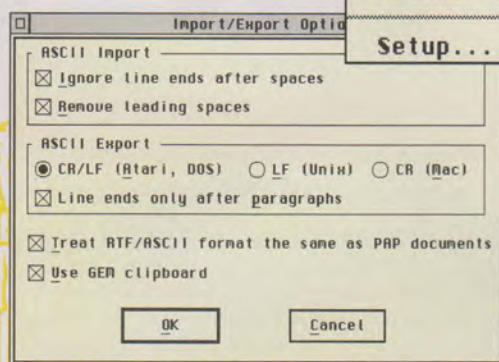 Import/Export Optio
Setup...
ASCII Import
Ignore line ends after spaces
Remove leading spaces
ASCII Export
CR/LF (Atari, DOS) LF (Unix) CR (Mac)
Line ends only after paragraphs
Treat RTF/ASCII format the same as PAP documents
Use GEM clipboard
OK Cancel